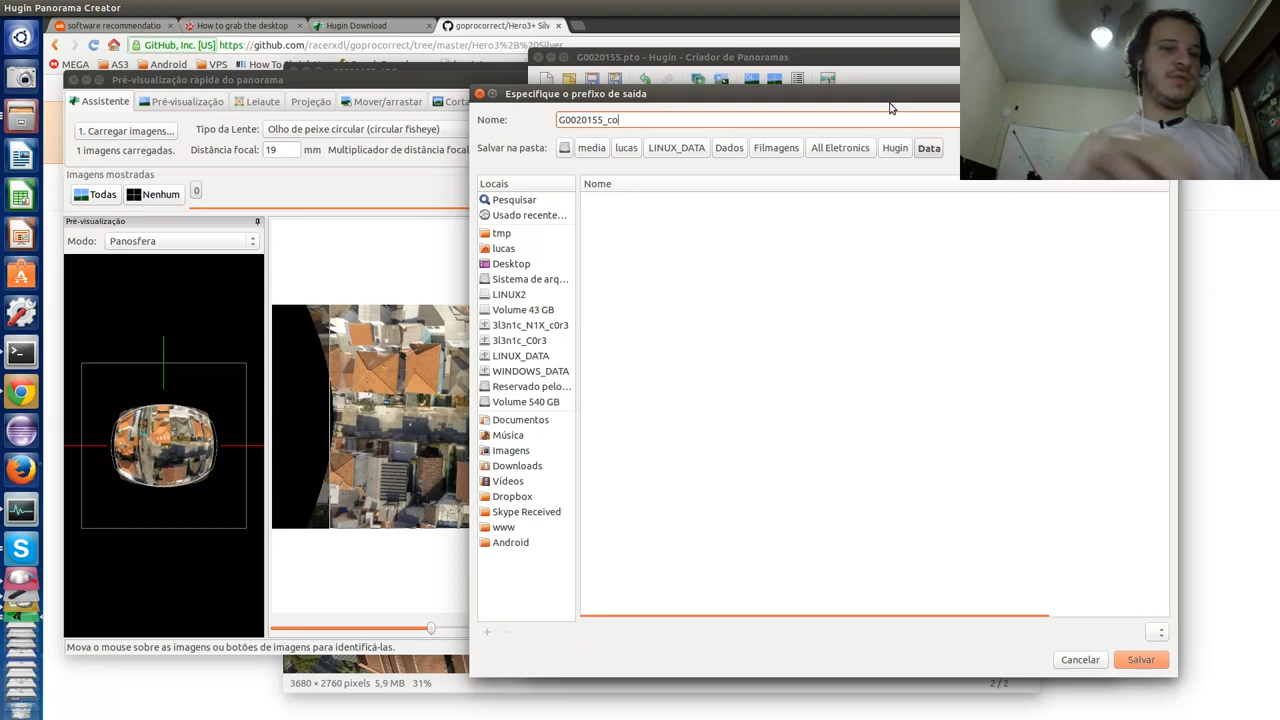 Hugin Panorama Creator
software recommendatio
How to grab the desktop
Hugin Download
goprocorrect/Hero3+ Silv
GitHub, Inc. [US] https://github.com/racerxdl/goprocorrect/tree/master/Hero3%2B%20Silver
MEGA AS3 Android VPS
G0020155.pto - Hugin - Criador de Panoramas
Pré-visualização rápida do panorama
Assistente Pré-visualização Leiaute Projeção Mover/arrastar Corta
1. Carregar imagens... Tipo da Lente: Olho de peixe circular (circular fisheye)
1 imagens carregadas. Distância focal: 19 mm Multiplicador de distância focal
Imagens mostradas
Todas Nenhum 0
Pré-visualização
Modo: Panosfera
Mova o mouse sobre as imagens ou botões de imagens para identificá-las.
Especifique o prefixo de saida
Nome: G0020155_co
Salvar na pasta: media lucas LINUX_DATA Dados Filmagens All Eletronics Hugin Data
Locais
Nome
Pesquisar
Usado recente...
tmp
lucas
Desktop
Sistema de arq...
LINUX2
Volume 43 GB
3l3n1c_N1X_c0r3
3l3n1c_C0r3
LINUX_DATA
WINDOWS_DATA
Reservado pelo...
Volume 540 GB
Documentos
Música
Imagens
Downloads
Vídeos
Dropbox
Skype Received
www
Android
Cancelar Salvar
3680 × 2760 pixels 5,9 MB 31% 2 / 2